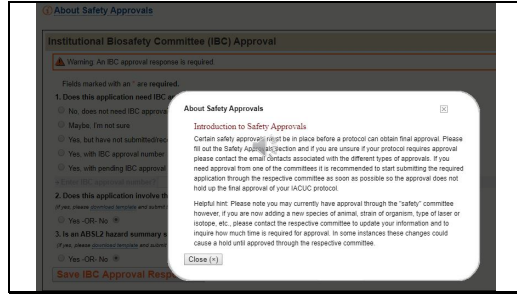 About Safety Approvals
Institutional Biosafety Committee (IBC) Approval
Warning: An IBC approval response is required
Fields marked with an * are required.
1. Does this application need IBC
No, does not need IBC approva
Maybe, I'm not sure
Yes, but have not submitted/rec
Yes, with IBC approval number
Yes, with pending IBC approval
2. Does this application involve th
(If yes, please download template and submit
Yes -OR- No
3. Is an ABSL2 hazard summary
(If yes, please download template and submit
Yes -OR- No
Save IBC Approval Resp
About Safety Approvals
Introduction to Safety Approvals
Certain safety approvals must be in place before a protocol can obtain final approval. Please
fill out the Safety Approvals section and if you are unsure if your protocol requires approval
please contact the email contacts associated with the different types of approvals. If you
need approval from one of the committees it is recommended to start submitting the required
application through the respective committee as soon as possible so the approval does not
hold up the final approval of your IACUC protocol.
Helpful hint: Please note you may currently have approval through the "safety" committee
however, if you are now adding a new species of animal, strain of organism, type of laser or
isotope, etc., please contact the committee to update your information and to
inquire how much time is required for approval. In some instances these changes could
cause a hold until approved through the respective committee.
Close (×)